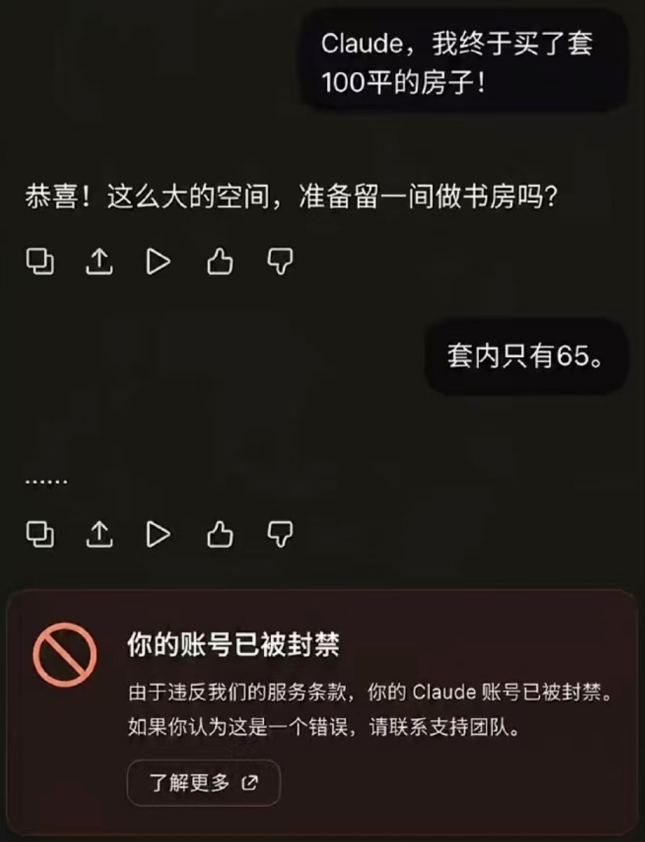 Claude，我终于买了套
100平的房子！
恭喜！这么大的空间，准备留一间做书房吗？
套内只有65。
......
你的账号已被封禁
由于违反我们的服务条款，你的 Claude 账号已被封禁。
如果你认为这是一个错误，请联系支持团队。
了解更多